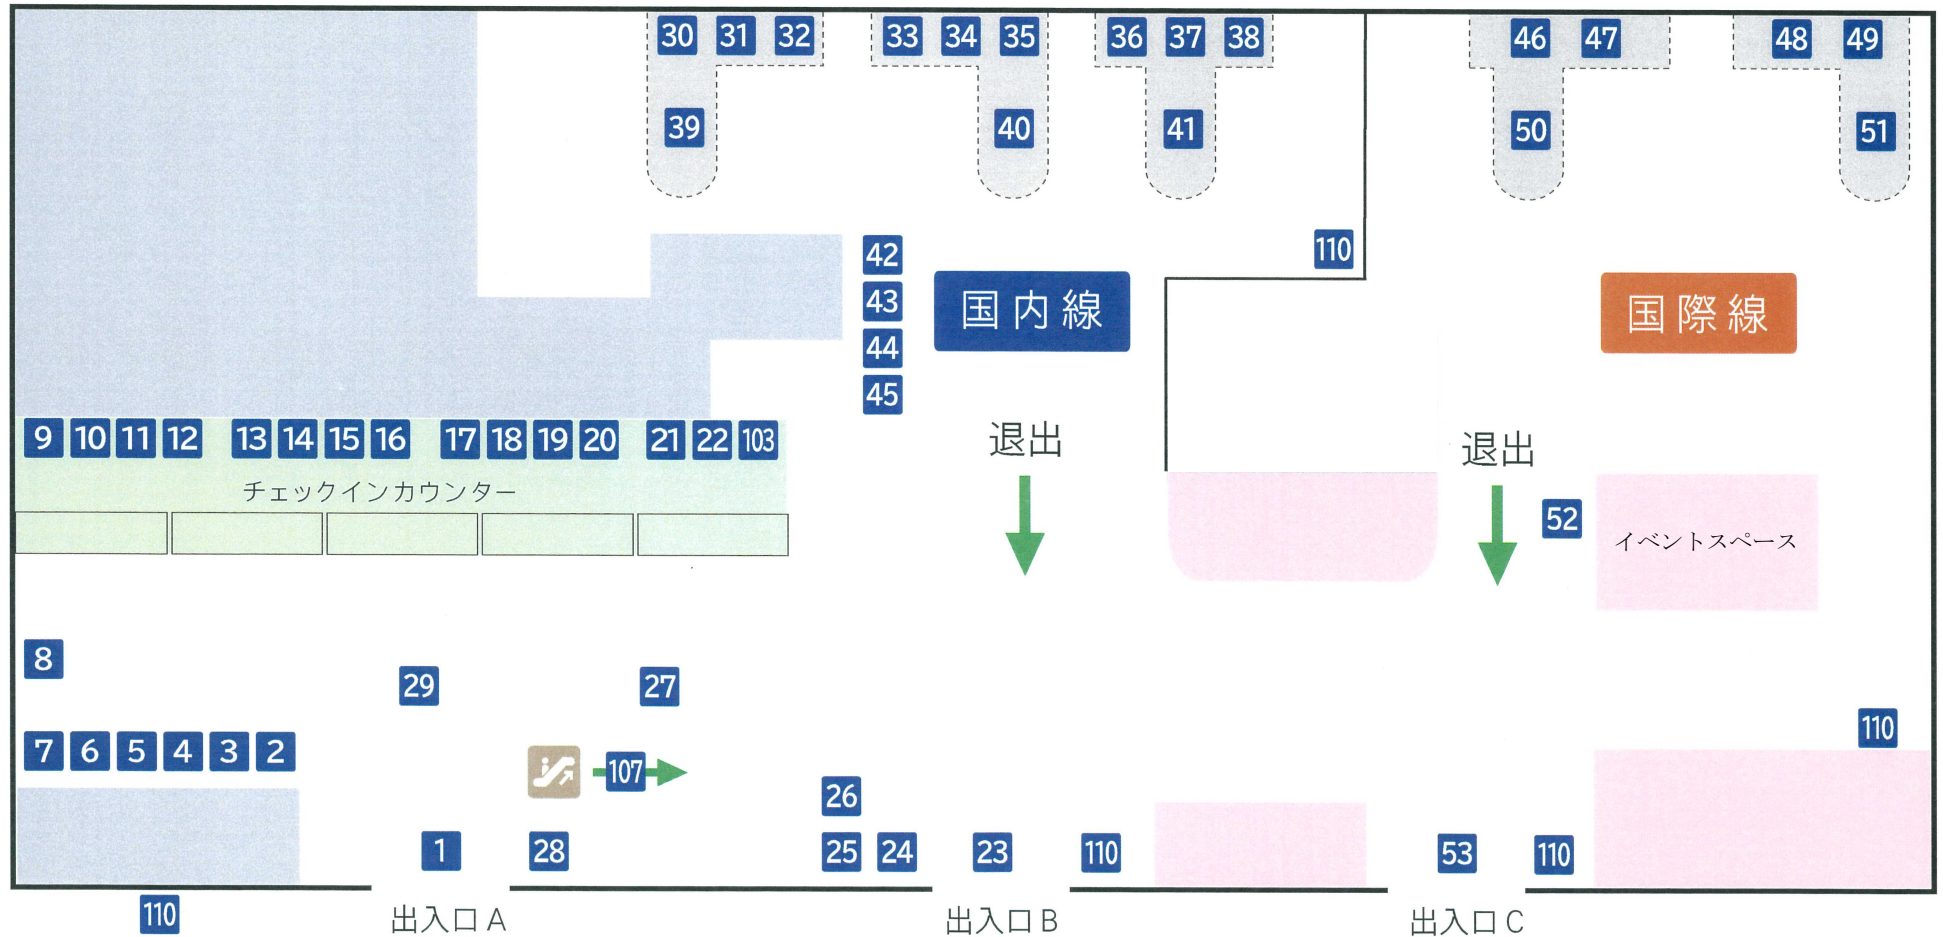 30 31 32 33 34 35 36 37 38 46 47 48 49
39 40 41 50 51
42 110
43 国内線 国際線
44
45
9 10 11 12 13 14 15 16 17 18 19 20 21 22 103 退出 退出
チェックインカウンター
52 イベントスペース
8
29 27
7 6 5 4 3 2 107 110
26
1 28 25 24 23 110 53 110
110 出入口 A 出入口 B 出入口 C